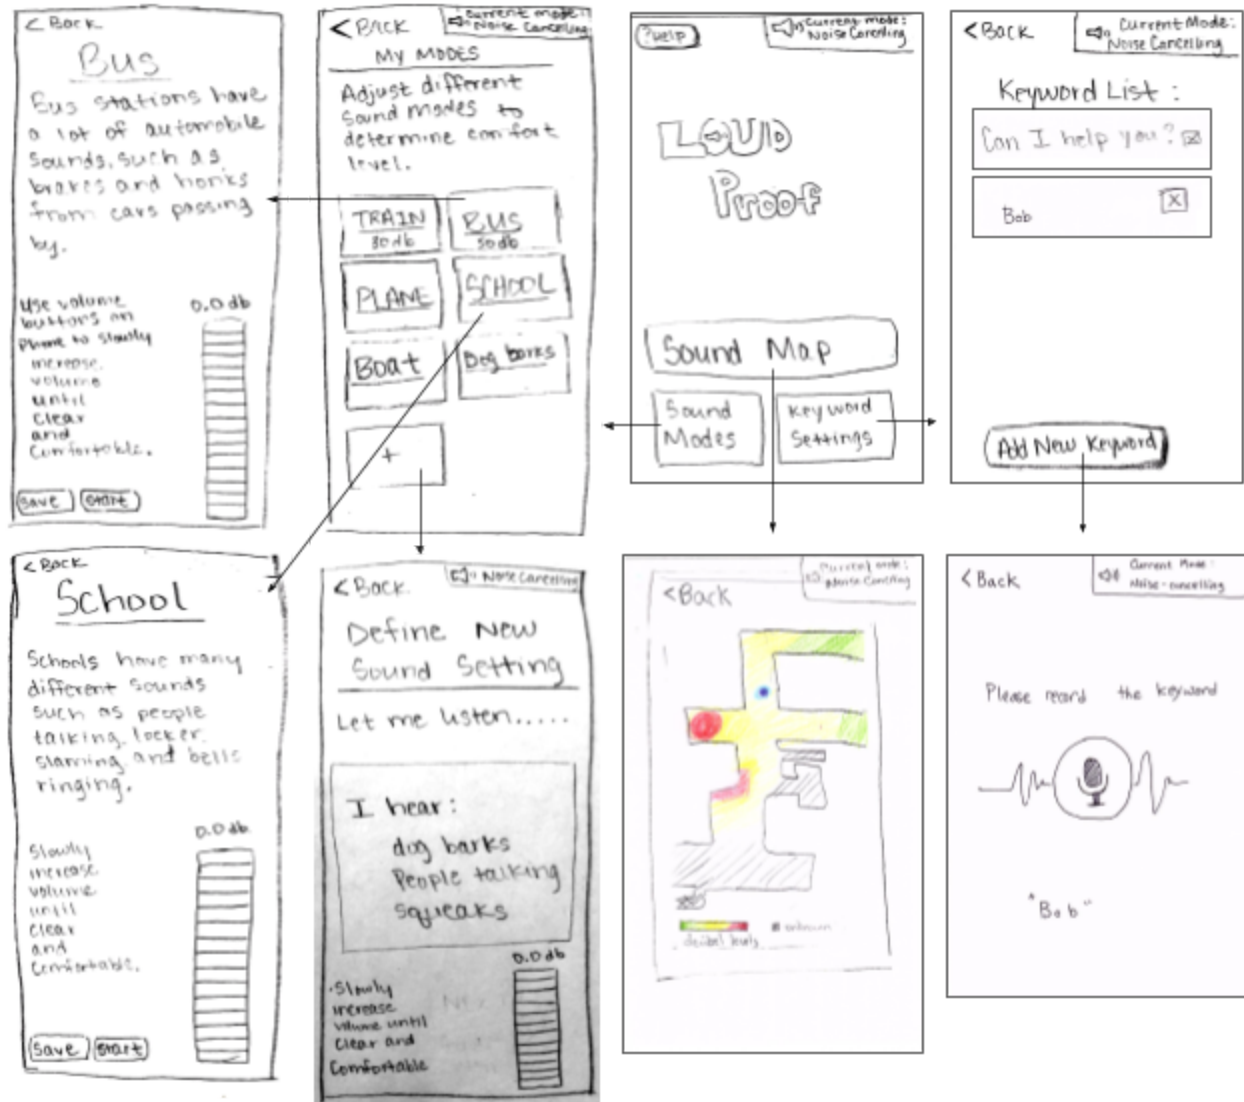 < Back
Bus
Bus stations have
a lot of automobile
sounds, such as
brakes and honks
from cars passing
by.
Use volume
buttons on
Phone to slowly
increase
volume
until
clear
and
Comfortable.
0.0 db
Save
Start
< Back
Current mode:
Noise Cancelling
My MODES
Adjust different
Sound modes to
determine comfort
level.
TRAIN
80 db
BUS
50 db
PLANE
SCHOOL
Boat
Dog barks
+
?Help
Current mode:
Noise Cancelling
LOUD
Proof
Sound Map
Sound
Modes
Keyword
Settings
< Back
Current Mode:
Noise Cancelling
Keyword List :
Can I help you? X
Bob X
Add New Keyword
< Back
School
Schools have many
different sounds
such as people
talking, locker
slaming, and bells
ringing.
0.0 db
Slowly
increase
volume
until
clear
and
Comfortable.
Save
Start
< Back
Noise Cancelling
Define New
Sound Setting
Let me listen.....
I hear:
dog barks
People talking
squeaks
0.0 db
Slowly
increase
volume until
clear and
Comfortable
< Back
Current mode:
Noise Cancelling
decibel levels
unknown
< Back
Current Mode:
Noise-cancelling
Please record the keyword
"Bob"